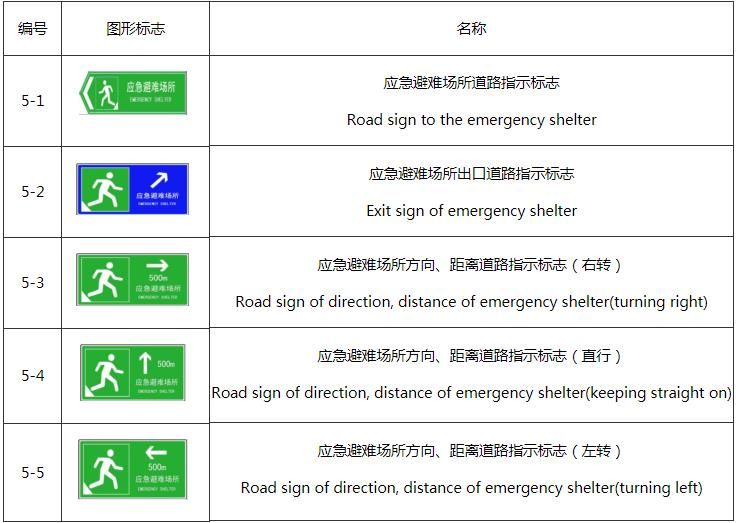 编号 图形标志 名称
5-1
应急避难场所
EMERGENCY SHELTER
应急避难场所道路指示标志
Road sign to the emergency shelter
5-2
应急避难场所
EMERGENCY SHELTER
应急避难场所出口道路指示标志
Exit sign of emergency shelter
5-3
500m
应急避难场所
EMERGENCY SHELTER
应急避难场所方向、距离道路指示标志（右转）
Road sign of direction, distance of emergency shelter(turning right)
5-4
500m
应急避难场所
EMERGENCY SHELTER
应急避难场所方向、距离道路指示标志（直行）
Road sign of direction, distance of emergency shelter(keeping straight on)
5-5
500m
应急避难场所
EMERGENCY SHELTER
应急避难场所方向、距离道路指示标志（左转）
Road sign of direction, distance of emergency shelter(turning left)